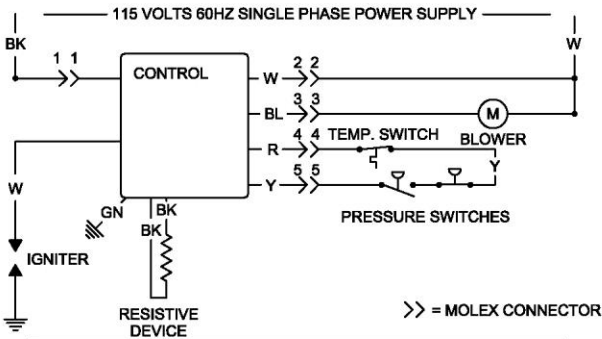 115 VOLTS 60HZ SINGLE PHASE POWER SUPPLY
BK
W
1 1
CONTROL
W
2 2
BL
3 3
M
BLOWER
R
4 4
TEMP. SWITCH
Y
Y
5 5
PRESSURE SWITCHES
W
GN
BK
BK
IGNITER
RESISTIVE
DEVICE
>> = MOLEX CONNECTOR